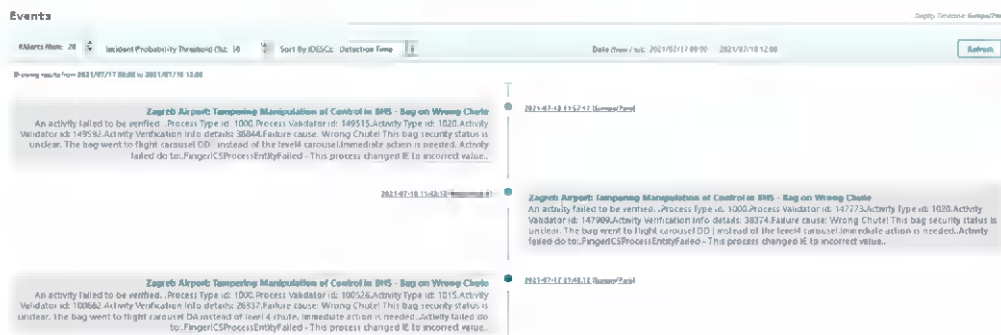 Events
Display Timezone: Europe/Paris
#Alerts Num: 20 Incident Probability Threshold (%): 50 Sort By (DESC): Detection Time Date (from / to): 2021/07/17 00:00 2021/07/18 12:00 Refresh
Showing results from 2021/07/17 00:00 to 2021/07/18 12:00
Zagreb Airport: Tampering Manipulation of Control in BHS - Bag on Wrong Chute
An activity failed to be verified. .Process Type id: 1000.Process Validator id: 149515.Activity Type id: 1020.Activity
Validator id: 149592.Activity Verification Info details: 38844.Failure cause: Wrong Chute! This bag security status is
unclear. The bag went to flight carousel DD instead of the level4 carousel.Immediate action is needed. .Activity
failed do to:.FingerICSProcessEntityFailed - This process changed IE to incorrect value..
2021-07-18
2021-07-18
Zagreb Airport: Tampering Manipulation of Control in BHS - Bag on Wrong Chute
An activity failed to be verified. .Process Type id: 1000.Process Validator id: 147773.Activity Type id: 1020.Activity
Validator id: 147909.Activity Verification Info details: 38374.Failure cause: Wrong Chute! This bag security status is
unclear. The bag went to flight carousel DD instead of the level4 carousel.Immediate action is needed. .Activity
failed do to:.FingerICSProcessEntityFailed - This process changed IE to incorrect value..
Zagreb Airport: Tampering Manipulation of Control in BHS - Bag on Wrong Chute
2021-07-17
An activity failed to be verified. .Process Type id: 1000.Process Validator id: 100526.Activity Type id: 1015.Activity
Validator id: 100662.Activity Verification Info details: 26337.Failure cause: Wrong Chute! This bag security status is
unclear. The bag went to flight carousel DA instead of level 4 chute. Immediate action is needed. .Activity failed do
to:.FingerICSProcessEntityFailed - This process changed IE to incorrect value..